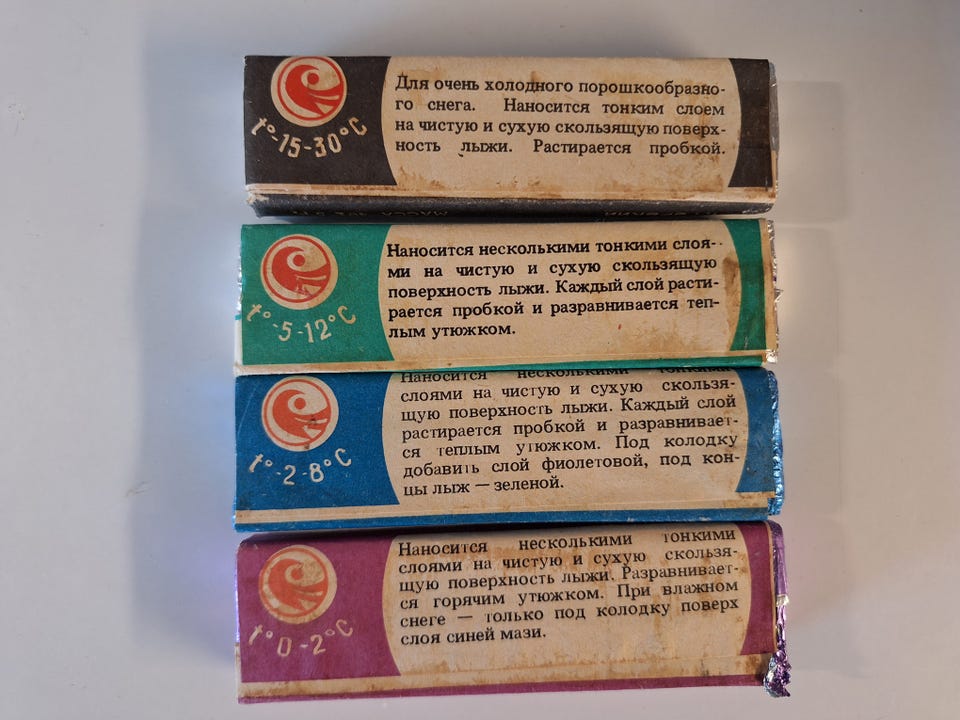 Для очень холодного порошкообразно-
го снега. Наносится тонким слоем
на чистую и сухую скользящую поверх-
ность лыжи. Растирается пробкой.
t°-15-30°C
Наносится несколькими тонкими слоя-
ми на чистую и сухую скользящую
поверхность лыжи. Каждый слой расти-
рается пробкой и разравнивается теп-
лым утюжком.
t°-5-12°C
Наносится несколькими тонкими
слоями на чистую и сухую скользя-
щую поверхность лыжи. Каждый слой
растирается пробкой и разравнивает-
ся теплым утюжком. Под колодку
добавить слой фиолетовой, под кон-
цы лыж — зеленой.
t°-2-8°C
Наносится несколькими тонкими
слоями на чистую и сухую скользя-
щую поверхность лыжи. Разравнивает-
ся горячим утюжком. При влажном
снеге — только под колодку поверх
слоя синей мази.
t°0-2°C